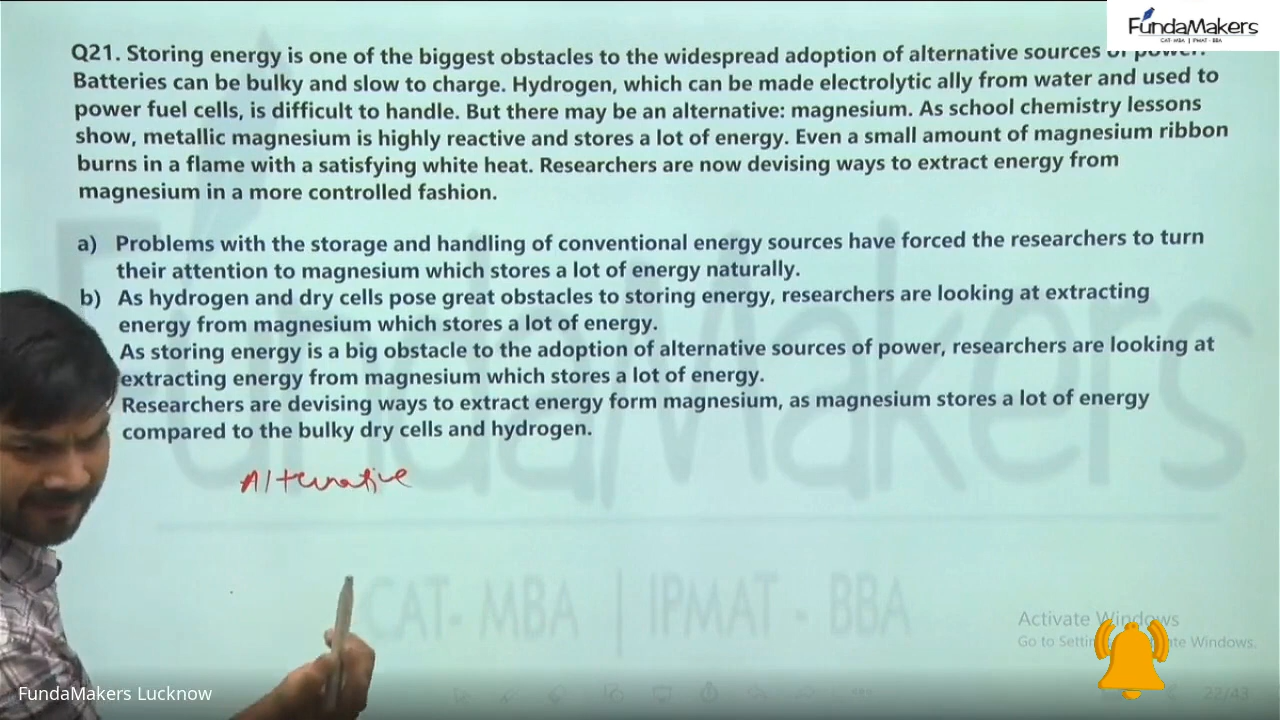 FundaMakers
CAT- MBA | IPMAT - BBA
Q21. Storing energy is one of the biggest obstacles to the widespread adoption of alternative sources of power.
Batteries can be bulky and slow to charge. Hydrogen, which can be made electrolytic ally from water and used to
power fuel cells, is difficult to handle. But there may be an alternative: magnesium. As school chemistry lessons
show, metallic magnesium is highly reactive and stores a lot of energy. Even a small amount of magnesium ribbon
burns in a flame with a satisfying white heat. Researchers are now devising ways to extract energy from
magnesium in a more controlled fashion.
a) Problems with the storage and handling of conventional energy sources have forced the researchers to turn
their attention to magnesium which stores a lot of energy naturally.
b) As hydrogen and dry cells pose great obstacles to storing energy, researchers are looking at extracting
energy from magnesium which stores a lot of energy.
As storing energy is a big obstacle to the adoption of alternative sources of power, researchers are looking at
extracting energy from magnesium which stores a lot of energy.
Researchers are devising ways to extract energy form magnesium, as magnesium stores a lot of energy
compared to the bulky dry cells and hydrogen.
Alternative
FundaMakers
CAT- MBA | IPMAT - BBA
Activate Windows
Go to Settin ate Windows.
FundaMakers Lucknow
22/43